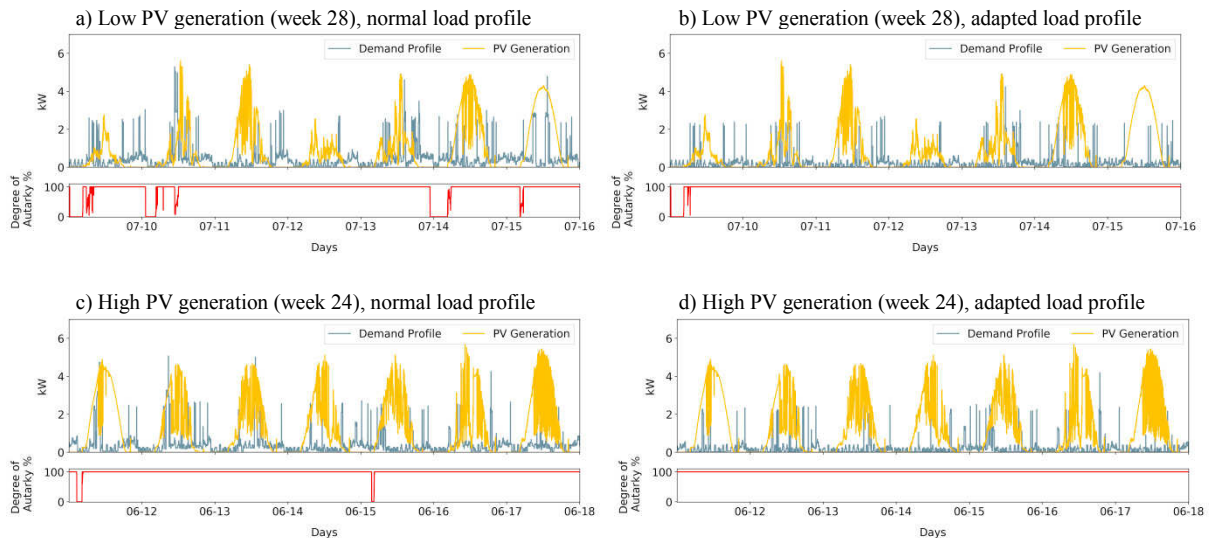 a) Low PV generation (week 28), normal load profile
Demand Profile PV Generation
6
4
2
0
kW
100
0
Degree of
Autarky %
07-10 07-11 07-12 07-13 07-14 07-15 07-16
Days
b) Low PV generation (week 28), adapted load profile
Demand Profile PV Generation
6
4
2
0
kW
100
0
Degree of
Autarky %
07-10 07-11 07-12 07-13 07-14 07-15 07-16
Days
c) High PV generation (week 24), normal load profile
Demand Profile PV Generation
6
4
2
0
kW
100
0
Degree of
Autarky %
06-12 06-13 06-14 06-15 06-16 06-17 06-18
Days
d) High PV generation (week 24), adapted load profile
Demand Profile PV Generation
6
4
2
0
kW
100
0
Degree of
Autarky %
06-12 06-13 06-14 06-15 06-16 06-17 06-18
Days